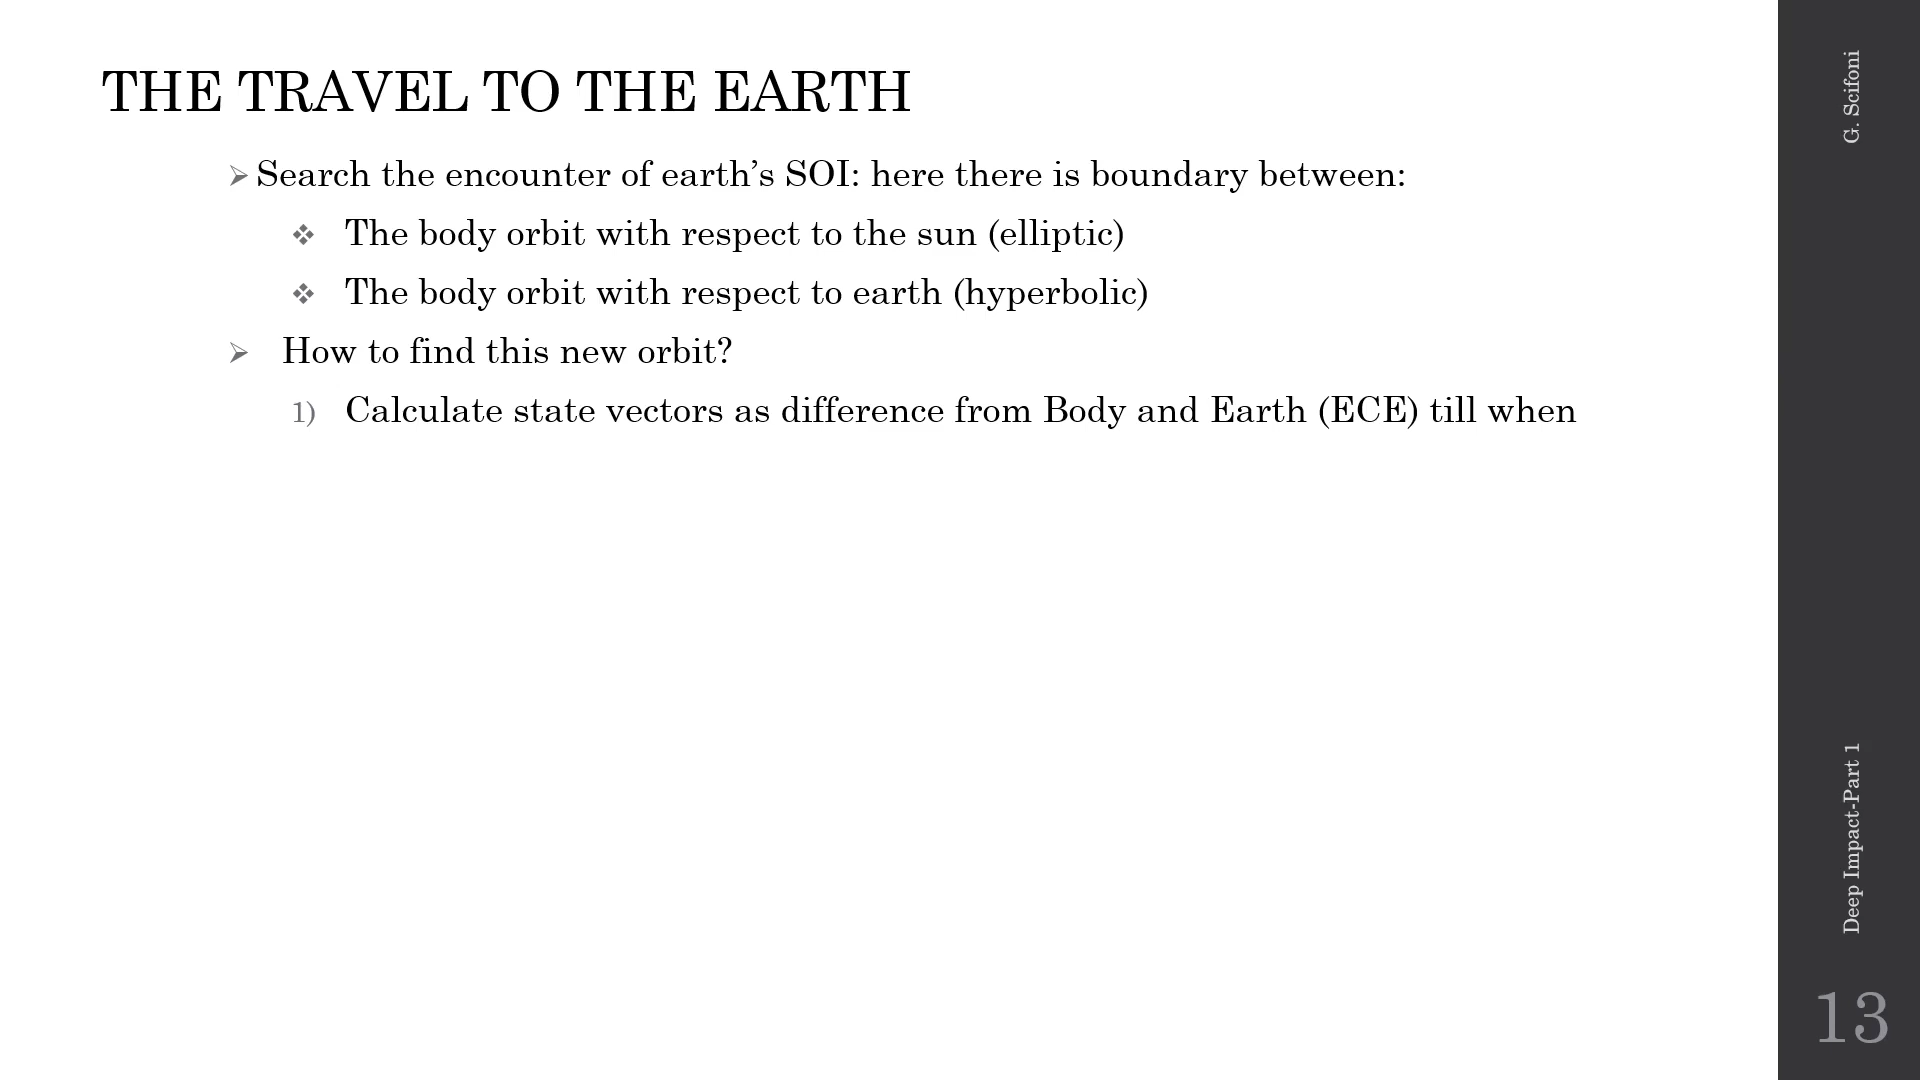 THE TRAVEL TO THE EARTH
Search the encounter of earth’s SOI: here there is boundary between:
The body orbit with respect to the sun (elliptic)
The body orbit with respect to earth (hyperbolic)
How to find this new orbit?
1) Calculate state vectors as difference from Body and Earth (ECE) till when
G. Scifoni
Deep Impact-Part 1
13